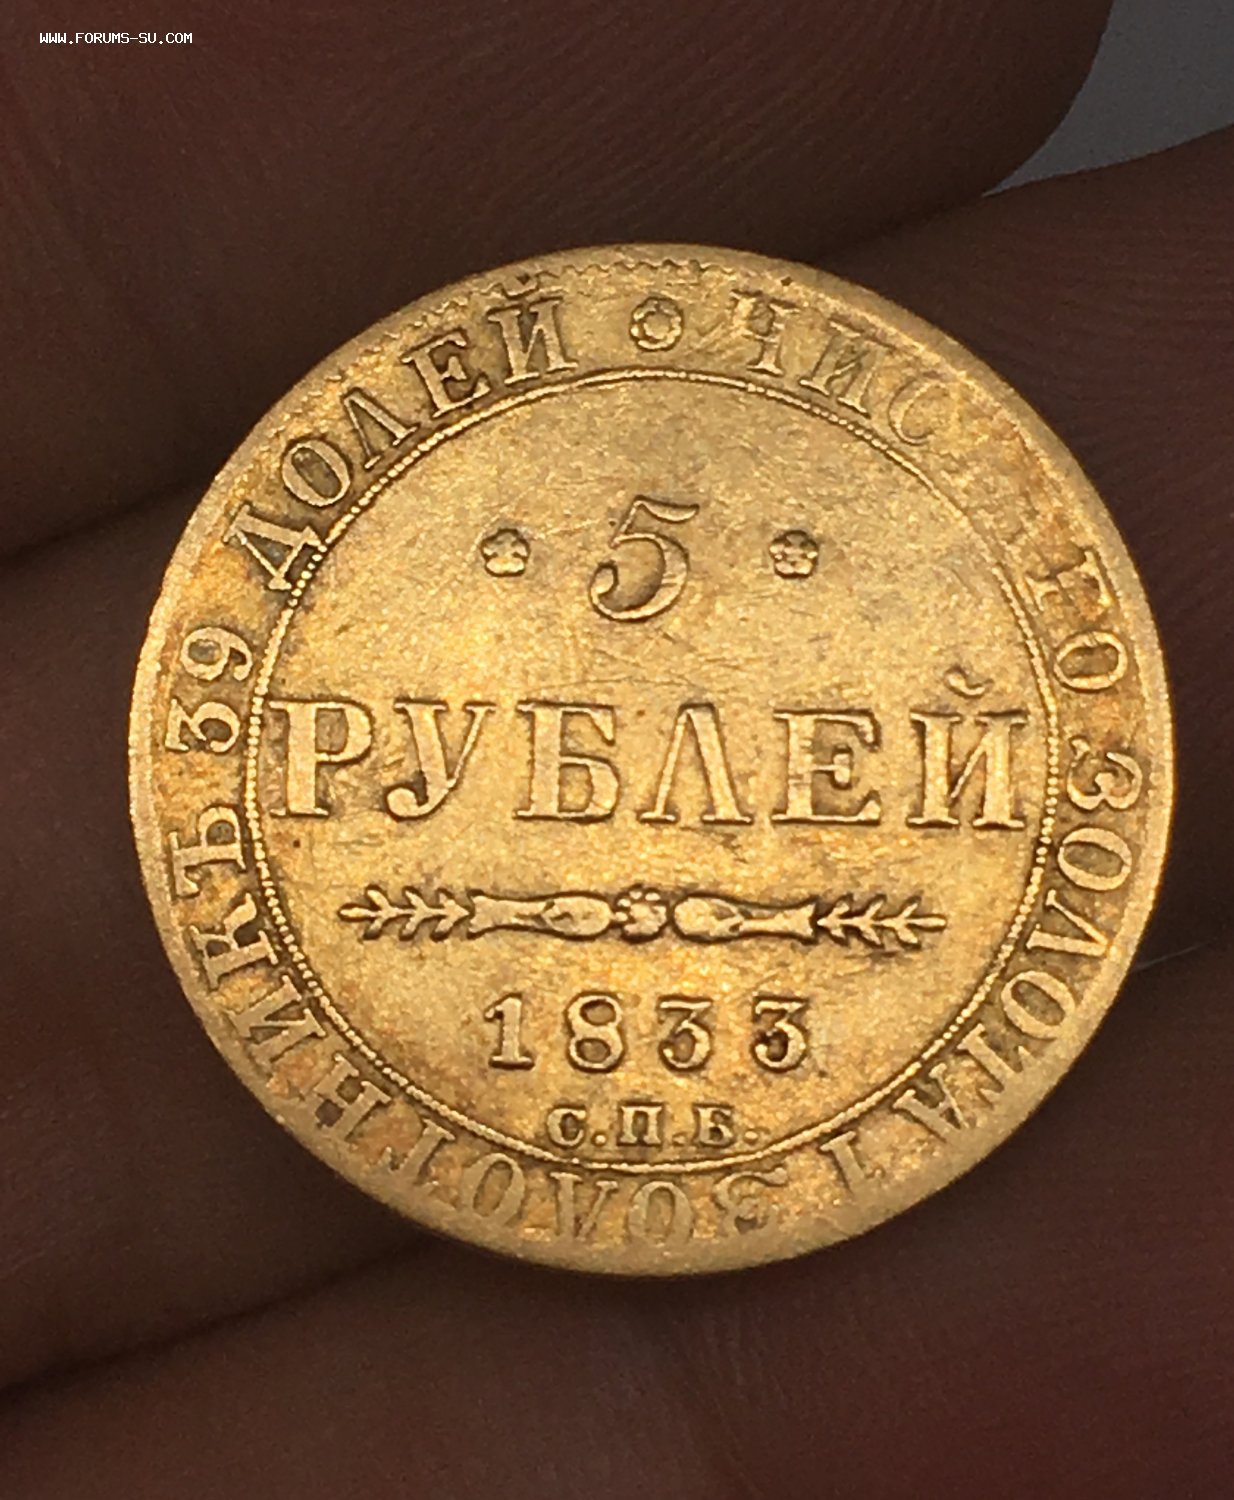 WWW.FORUMS-SU.COM
ЧИСТАГО ЗОЛОТА 1 ЗОЛОТНИКЪ 39 ДОЛЕЙ
5
РУБЛЕЙ
1833
С.П.Б.